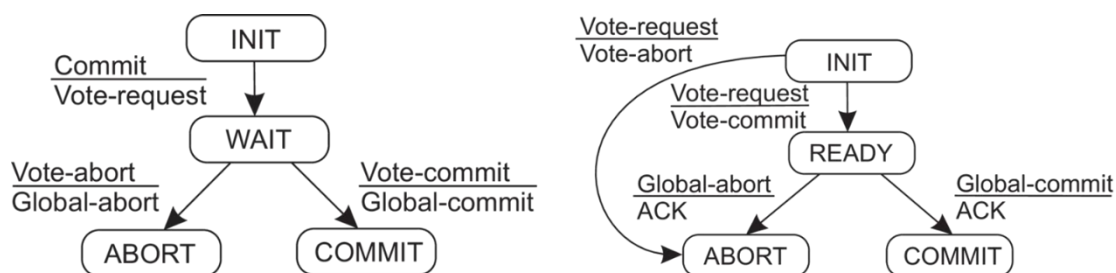 INIT
Commit
Vote-request
WAIT
Vote-abort
Global-abort
Vote-commit
Global-commit
ABORT
COMMIT
Vote-request
Vote-abort
INIT
Vote-request
Vote-commit
READY
Global-abort
ACK
Global-commit
ACK
ABORT
COMMIT